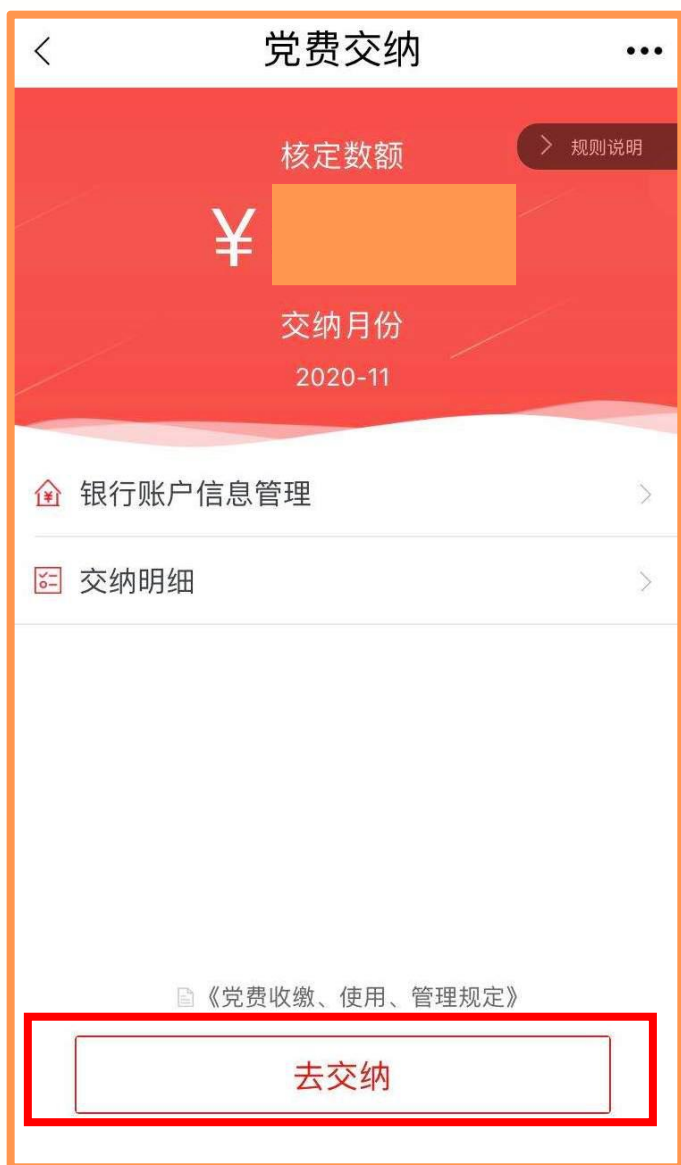 党费交纳
规则说明
核定数额
¥
交纳月份
2020-11
银行账户信息管理
交纳明细
《党费收缴、使用、管理规定》
去交纳